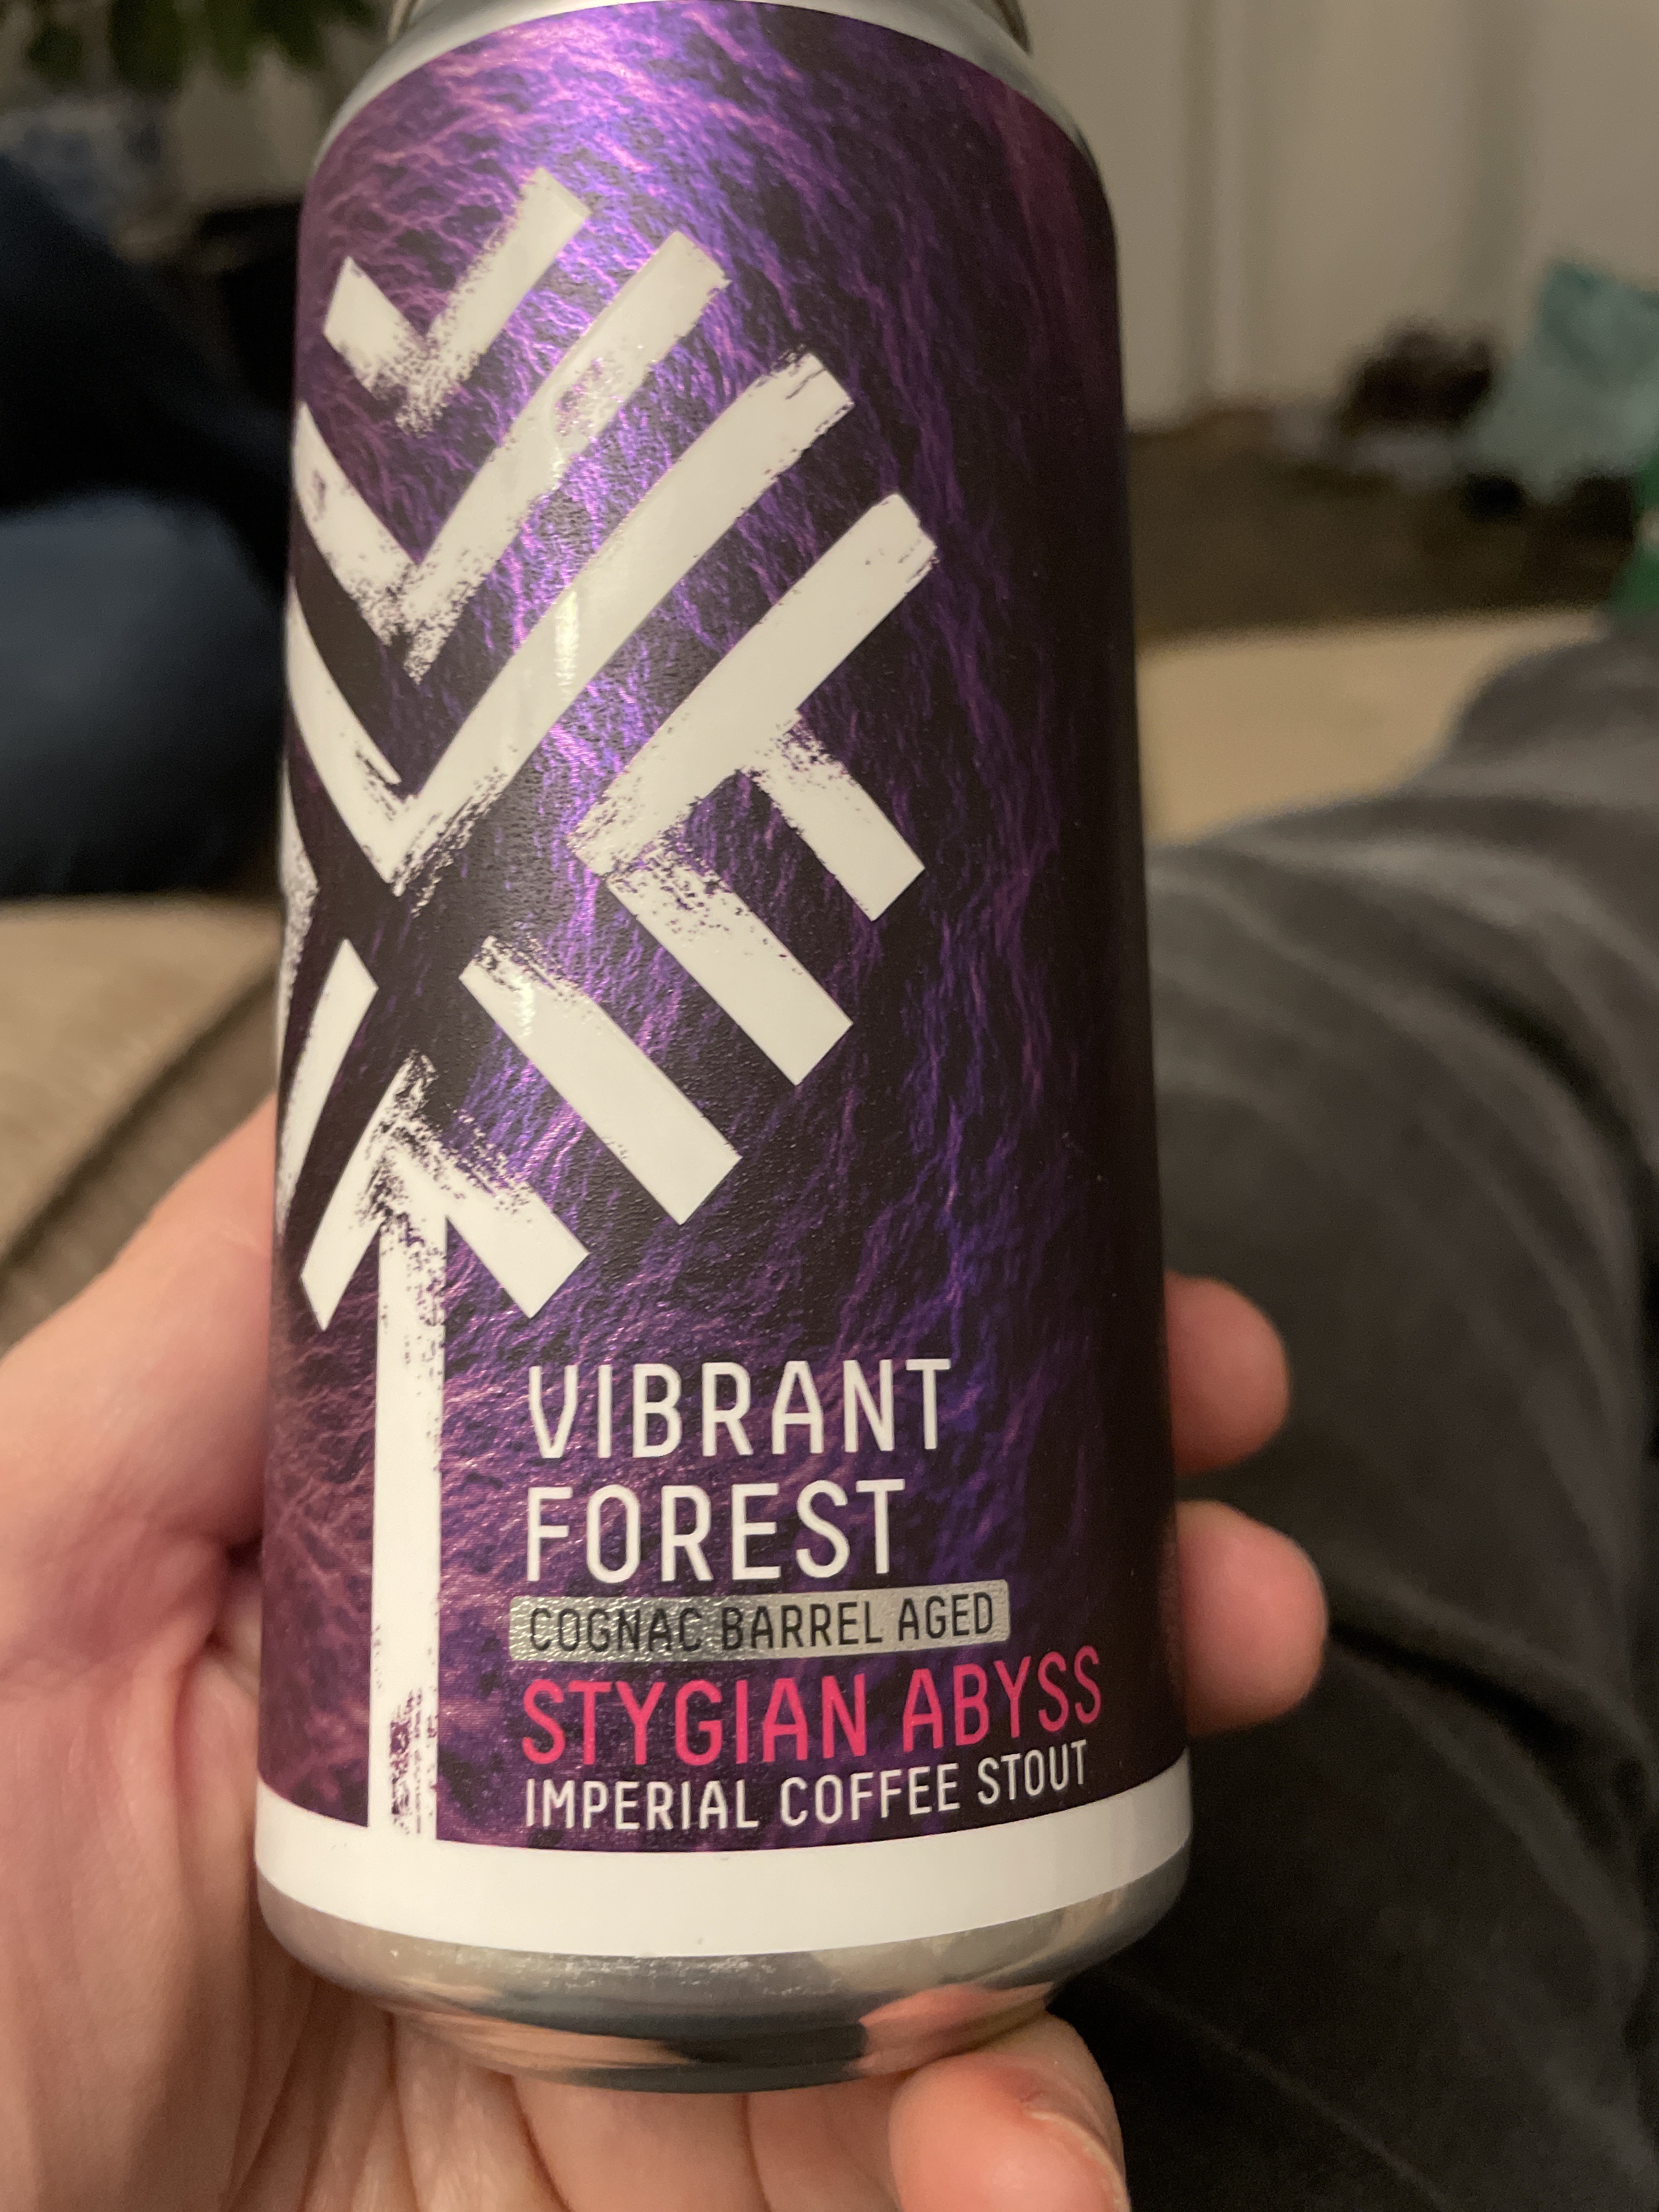 VIBRANT
FOREST
COGNAC BARREL AGED
STYGIAN ABYSS
IMPERIAL COFFEE STOUT